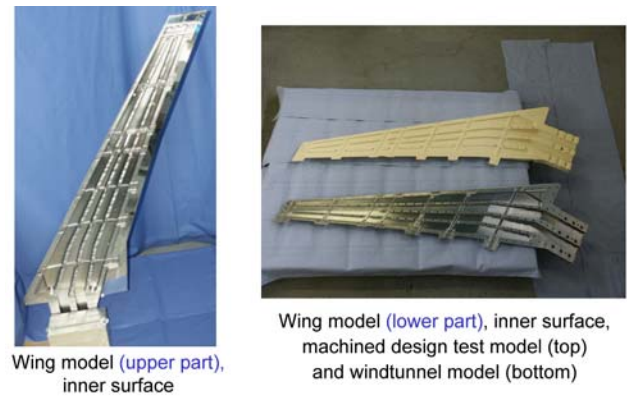 Wing model (upper part),
inner surface
Wing model (lower part), inner surface,
machined design test model (top)
and windtunnel model (bottom)